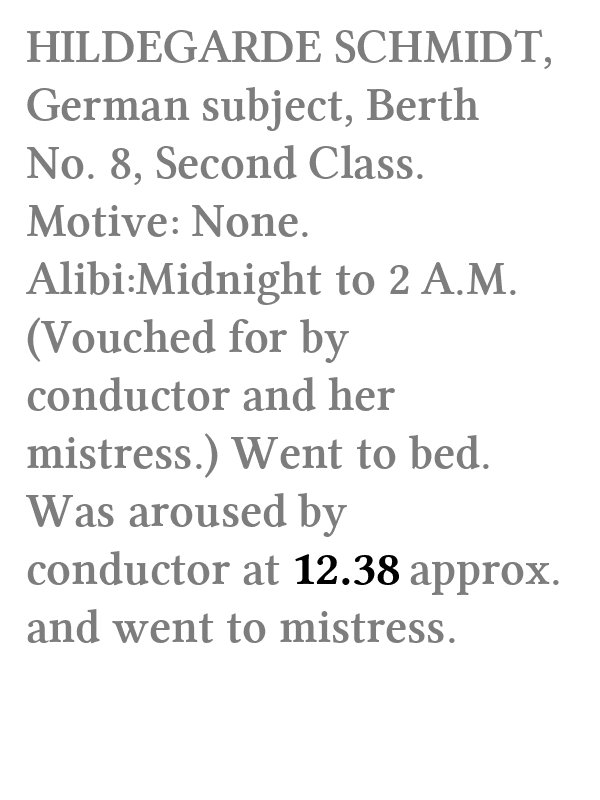 HILDEGARDE SCHMIDT,
German subject, Berth
No. 8, Second Class.
Motive: None.
Alibi:Midnight to 2 A.M.
(Vouched for by
conductor and her
mistress.) Went to bed.
Was aroused by
conductor at 12.38 approx.
and went to mistress.